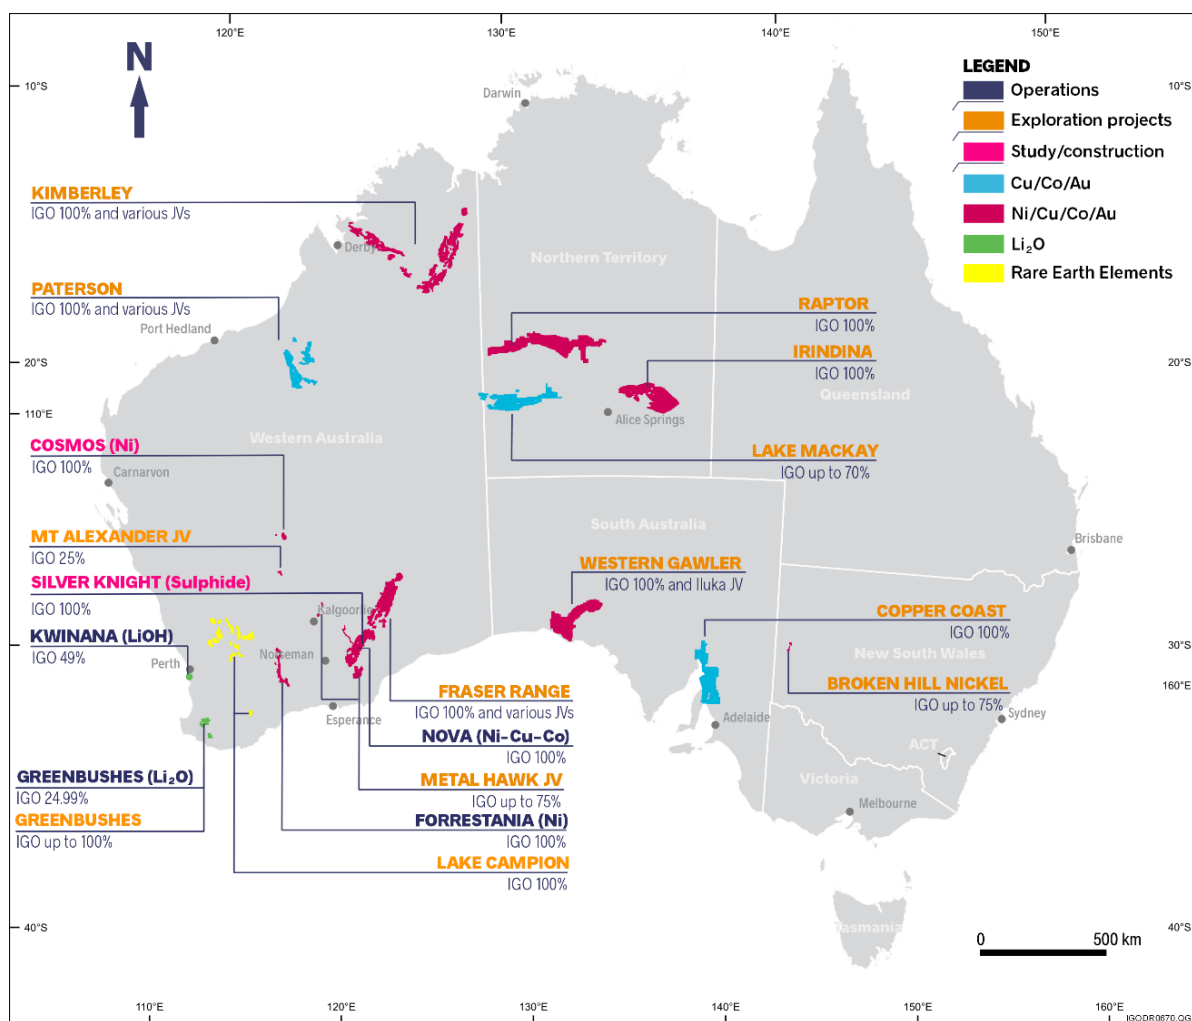 120°E
130°E
140°E
150°E
N
LEGEND
Operations
Exploration projects
Study/construction
Cu/Co/Au
Ni/Cu/Co/Au
Li₂O
Rare Earth Elements
10°S
10°S
Darwin
KIMBERLEY
IGO 100% and various JVs
Derby
Northern Territory
PATERSON
IGO 100% and various JVs
Port Hedland
RAPTOR
IGO 100%
IRINDINA
IGO 100%
20°S
20°S
110°E
Queensland
Alice Springs
Western Australia
COSMOS (Ni)
IGO 100%
Carnarvon
LAKE MACKAY
IGO up to 70%
South Australia
MT ALEXANDER JV
IGO 25%
Brisbane
WESTERN GAWLER
IGO 100% and Iluka JV
SILVER KNIGHT (Sulphide)
IGO 100%
Kalgoorlie
COPPER COAST
IGO 100%
KWINANA (LiOH)
IGO 49%
Perth
Norseman
30°S
New South Wales
160°E
FRASER RANGE
IGO 100% and various JVs
BROKEN HILL NICKEL
IGO up to 75%
Esperance
Adelaide
Sydney
NOVA (Ni-Cu-Co)
IGO 100%
ACT
GREENBUSHES (Li₂O)
IGO 24.99%
METAL HAWK JV
IGO up to 75%
Victoria
Melbourne
GREENBUSHES
IGO up to 100%
FORRESTANIA (Ni)
IGO 100%
LAKE CAMPION
IGO 100%
40°S
Tasmania
40°S
0
500 km
110°E
120°E
130°E
140°E
150°E
160°E
IGODR0670.QG